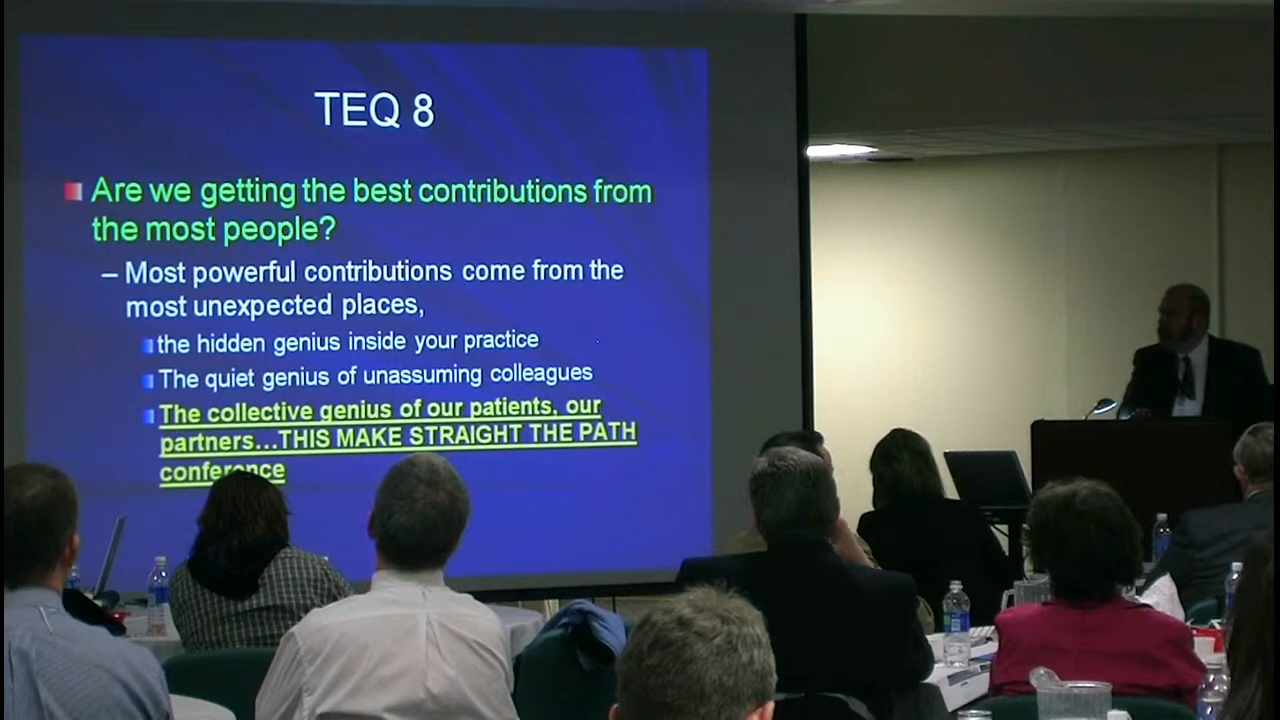 TEQ 8
Are we getting the best contributions from
the most people?
– Most powerful contributions come from the
most unexpected places,
the hidden genius inside your practice
The quiet genius of unassuming colleagues
The collective genius of our patients, our
partners...THIS MAKE STRAIGHT THE PATH
conference